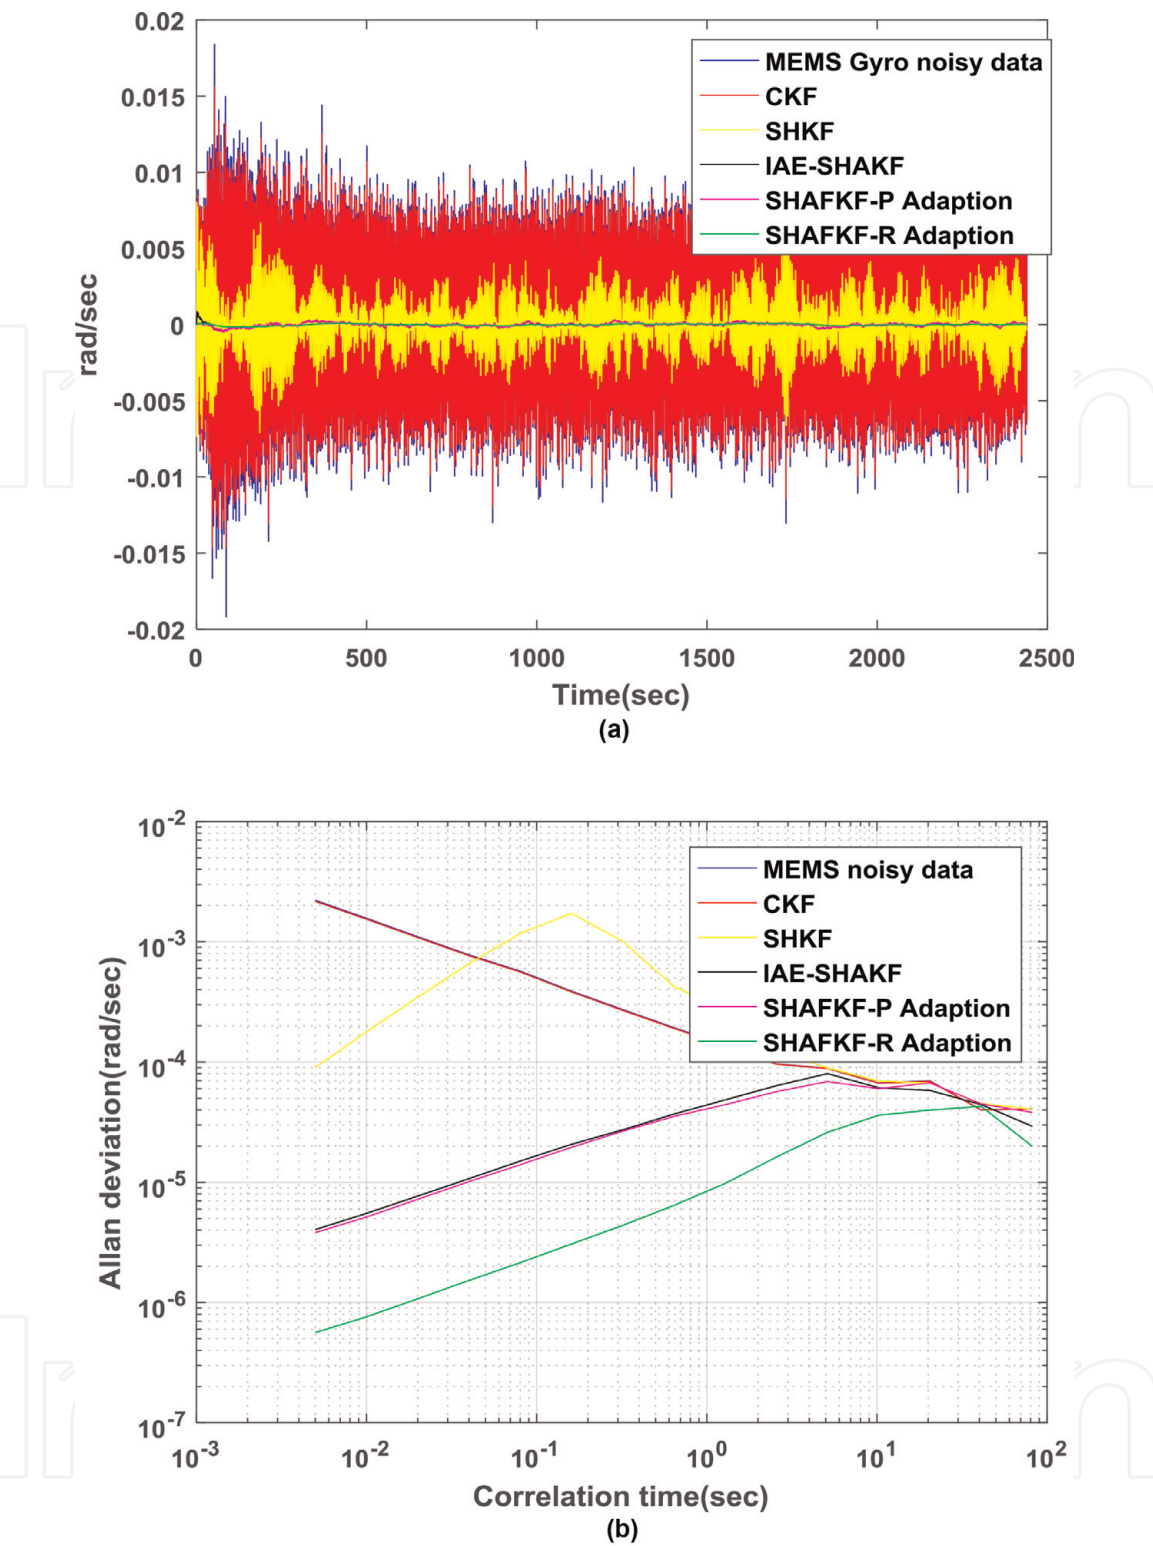 0.02
0.015
0.01
0.005
0
-0.005
-0.01
-0.015
-0.02
rad/sec
MEMS Gyro noisy data
CKF
SHKF
IAE-SHAKF
SHAFKF-P Adaption
SHAFKF-R Adaption
0 500 1000 1500 2000 2500
Time(sec)
(a)
10-2
10-3
10-4
10-5
10-6
10-7
Allan deviation(rad/sec)
MEMS noisy data
CKF
SHKF
IAE-SHAKF
SHAFKF-P Adaption
SHAFKF-R Adaption
10-3 10-2 10-1 100 101 102
Correlation time(sec)
(b)